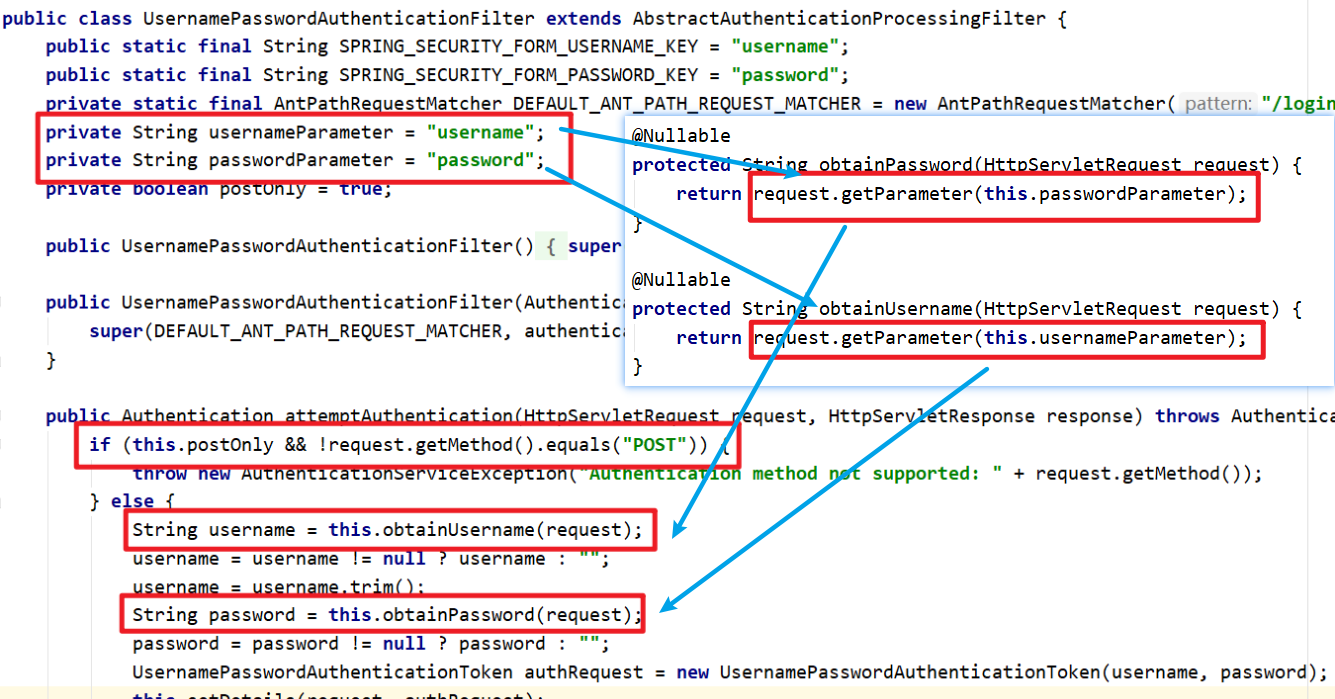 public class UsernamePasswordAuthenticationFilter extends AbstractAuthenticationProcessingFilter {
public static final String SPRING_SECURITY_FORM_USERNAME_KEY = "username";
public static final String SPRING_SECURITY_FORM_PASSWORD_KEY = "password";
private static final AntPathRequestMatcher DEFAULT_ANT_PATH_REQUEST_MATCHER = new AntPathRequestMatcher( pattern: "/login
private String usernameParameter = "username";
private String passwordParameter = "password";
private boolean postOnly = true;
public UsernamePasswordAuthenticationFilter() { super
public UsernamePasswordAuthenticationFilter(Authentica
super(DEFAULT_ANT_PATH_REQUEST_MATCHER, authentica
}
@Nullable
protected String obtainPassword(HttpServletRequest request) {
return request.getParameter(this.passwordParameter);
}
@Nullable
protected String obtainUsername(HttpServletRequest request) {
return request.getParameter(this.usernameParameter);
}
public Authentication attemptAuthentication(HttpServletRequest request, HttpServletResponse response) throws Authentica
if (this.postOnly && !request.getMethod().equals("POST")) {
throw new AuthenticationServiceException("Authentication method not supported: " + request.getMethod());
} else {
String username = this.obtainUsername(request);
username = username != null ? username : "";
username = username.trim();
String password = this.obtainPassword(request);
password = password != null ? password : "";
UsernamePasswordAuthenticationToken authRequest = new UsernamePasswordAuthenticationToken(username, password);
this.setDetails(request, authRequest);